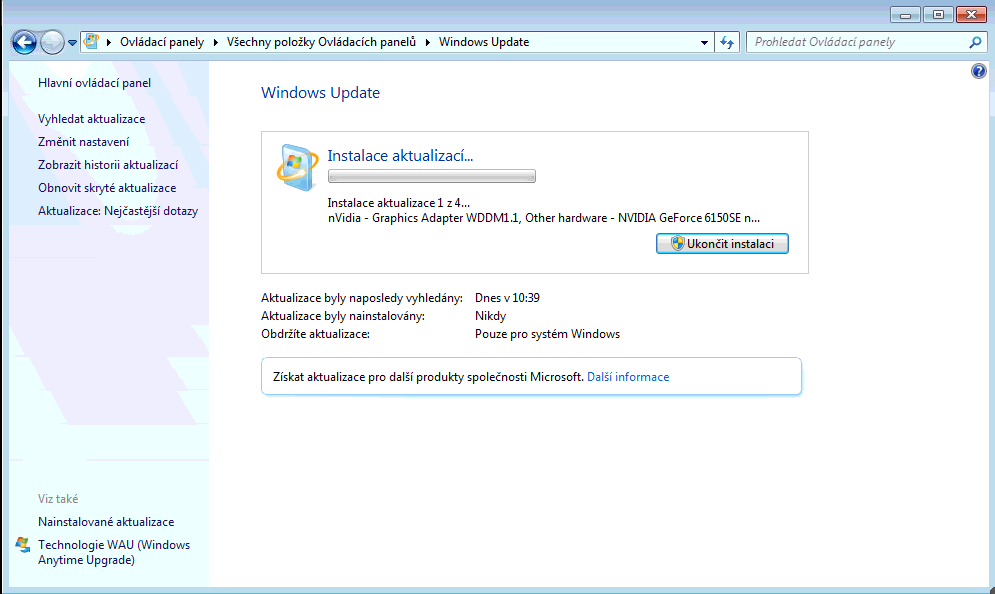 Ovládací panely
Všechny položky Ovládacích panelů
Windows Update
Prohledat Ovládací panely
Hlavní ovládací panel
Vyhledat aktualizace
Změnit nastavení
Zobrazit historii aktualizací
Obnovit skryté aktualizace
Aktualizace: Nejčastější dotazy
Viz také
Nainstalované aktualizace
Technologie WAU (Windows
Anytime Upgrade)
Windows Update
Instalace aktualizací...
Instalace aktualizace 1 z 4...
nVidia - Graphics Adapter WDDM1.1, Other hardware - NVIDIA GeForce 6150SE n...
Ukončit instalaci
Aktualizace byly naposledy vyhledány: Dnes v 10:39
Aktualizace byly nainstalovány: Nikdy
Obdržíte aktualizace: Pouze pro systém Windows
Získat aktualizace pro další produkty společnosti Microsoft. Další informace